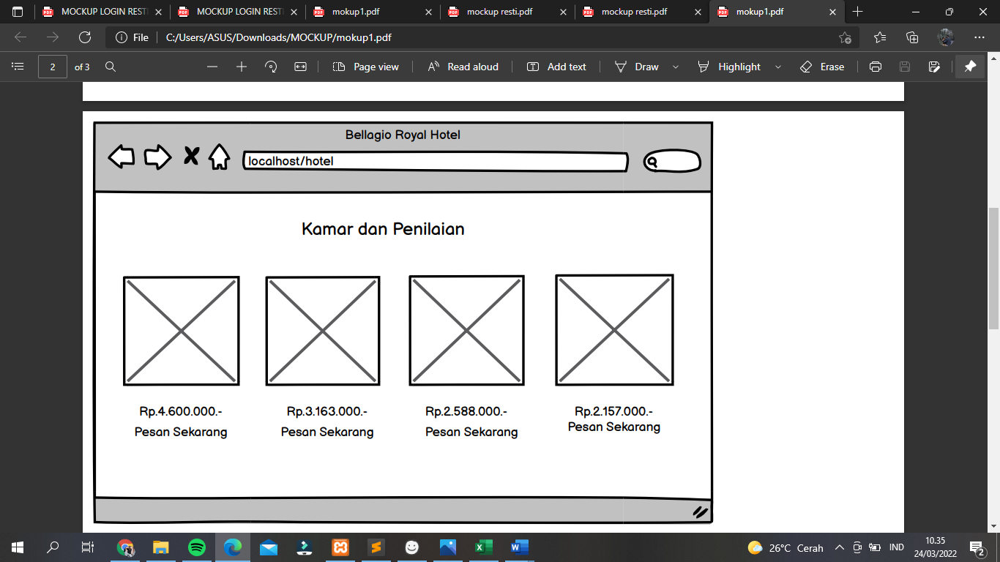 MOCKUP LOGIN RESTI
MOCKUP LOGIN RESTI
mokup1.pdf
mockup resti.pdf
mockup resti.pdf
mokup1.pdf
File
C:/Users/ASUS/Downloads/MOCKUP/mokup1.pdf
2 of 3
Page view
Read aloud
Add text
Draw
Highlight
Erase
Bellagio Royal Hotel
localhost/hotel
Kamar dan Penilaian
Rp.4.600.000.- Rp.3.163.000.- Rp.2.588.000.- Rp.2.157.000.-
Pesan Sekarang Pesan Sekarang Pesan Sekarang Pesan Sekarang
26°C Cerah
IND
10.35
24/03/2022
2